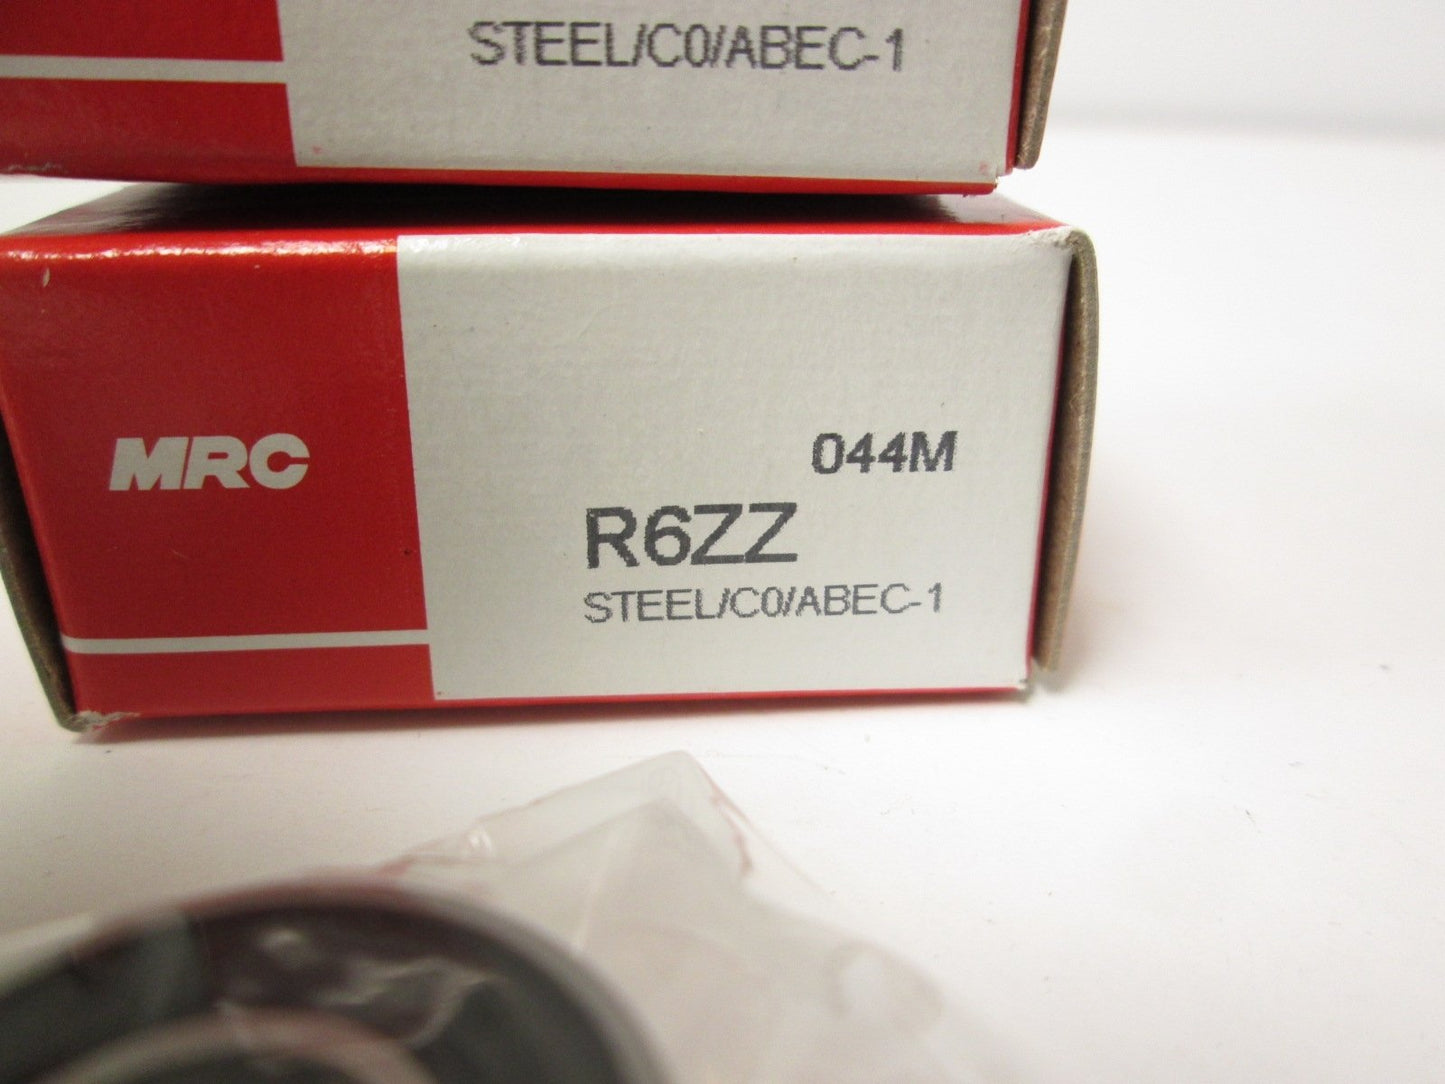 STEEL/C0/ABEC-1
MRC
044M
R6ZZ
STEEL/C0/ABEC-1